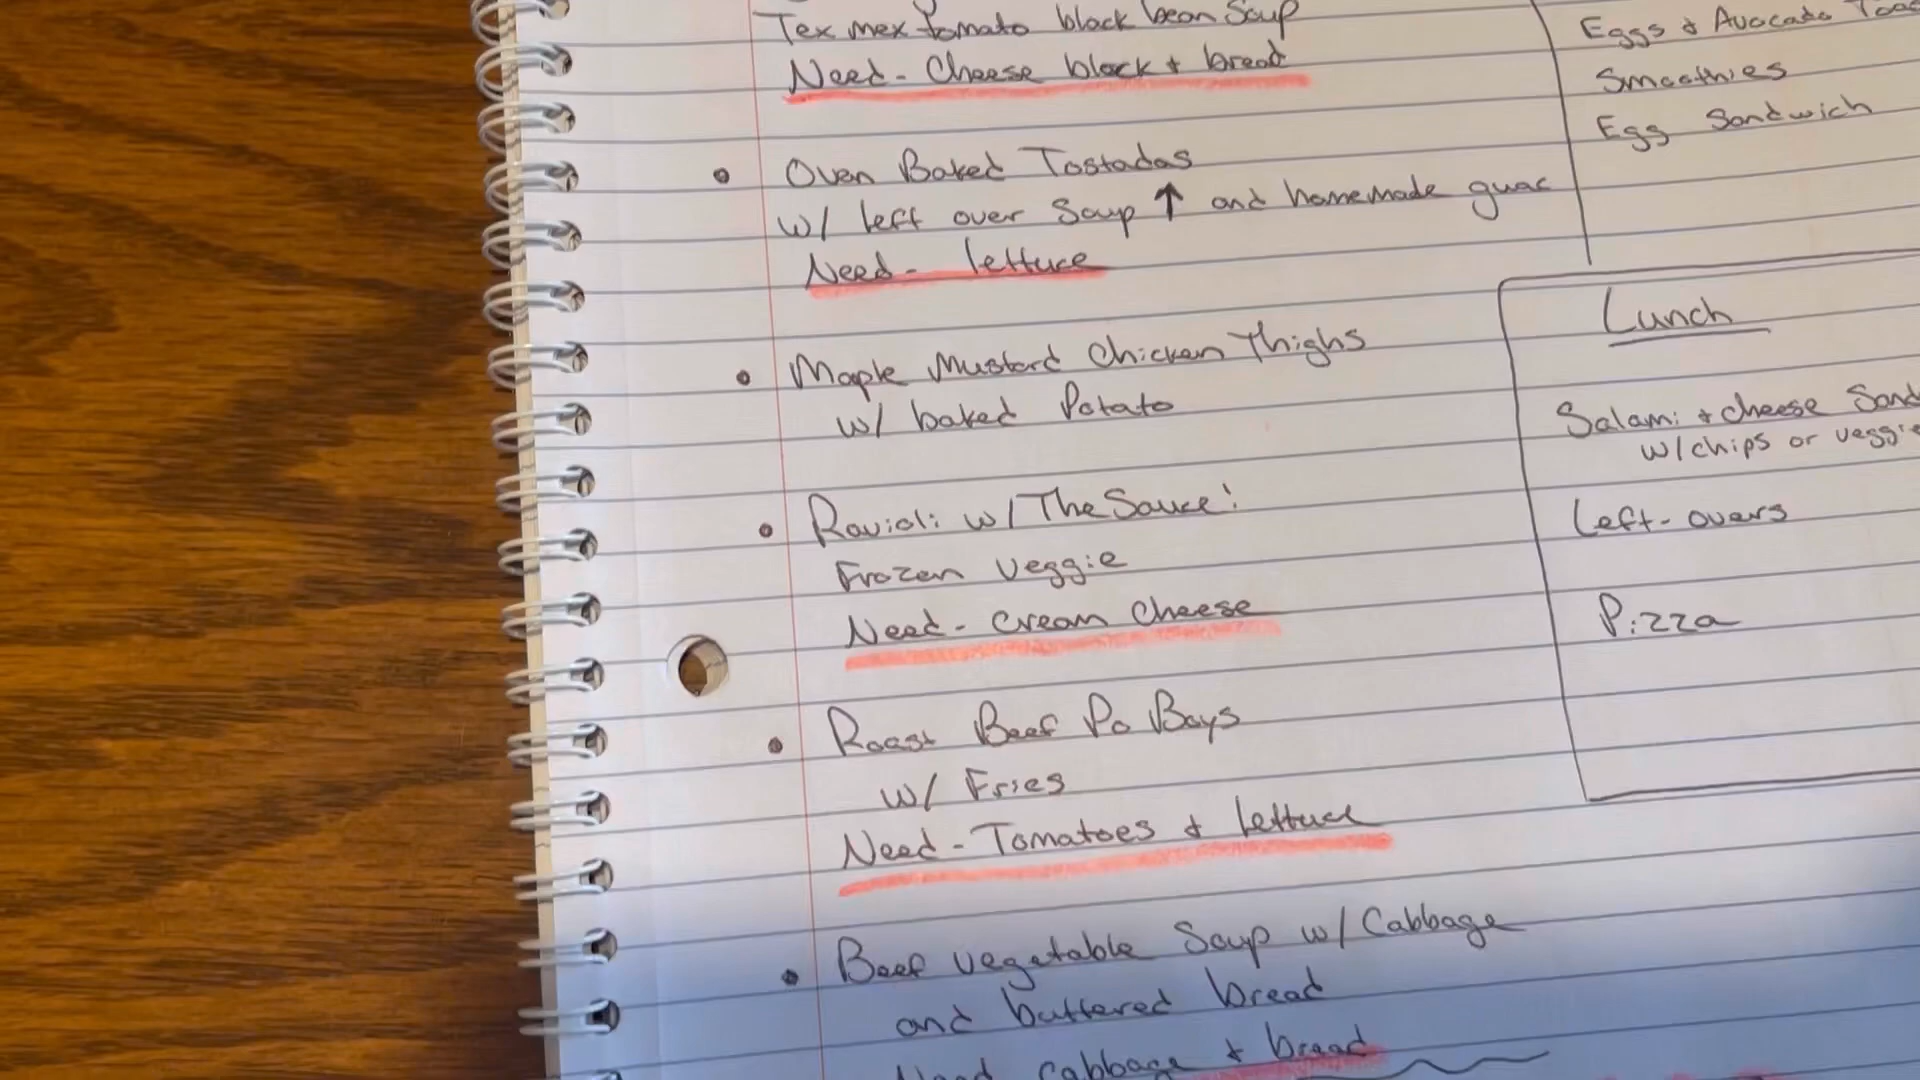 Tex mex tomato black bean Soup
Need - Cheese block + bread
Oven Baked Tostadas
w/ left over Soup ↑ and homemade guac
Need - lettuce
Maple Mustard Chicken Thighs
w/ baked Potato
Ravioli w/ The Sauce!
Frozen Veggie
Need - Cream Cheese
Roast Beef Po Boys
w/ Fries
Need - Tomatoes + lettuce
Beef Vegetable Soup w/ Cabbage
and buttered bread
Need cabbage + bread
Eggs + Avocado
Smoothies
Egg Sandwich
Lunch
Salami + cheese
w/ chips or
Left-overs
Pizza